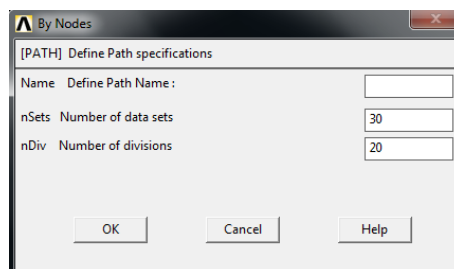 By Nodes
[PATH] Define Path specifications
Name Define Path Name :
nSets Number of data sets 30
nDiv Number of divisions 20
OK Cancel Help